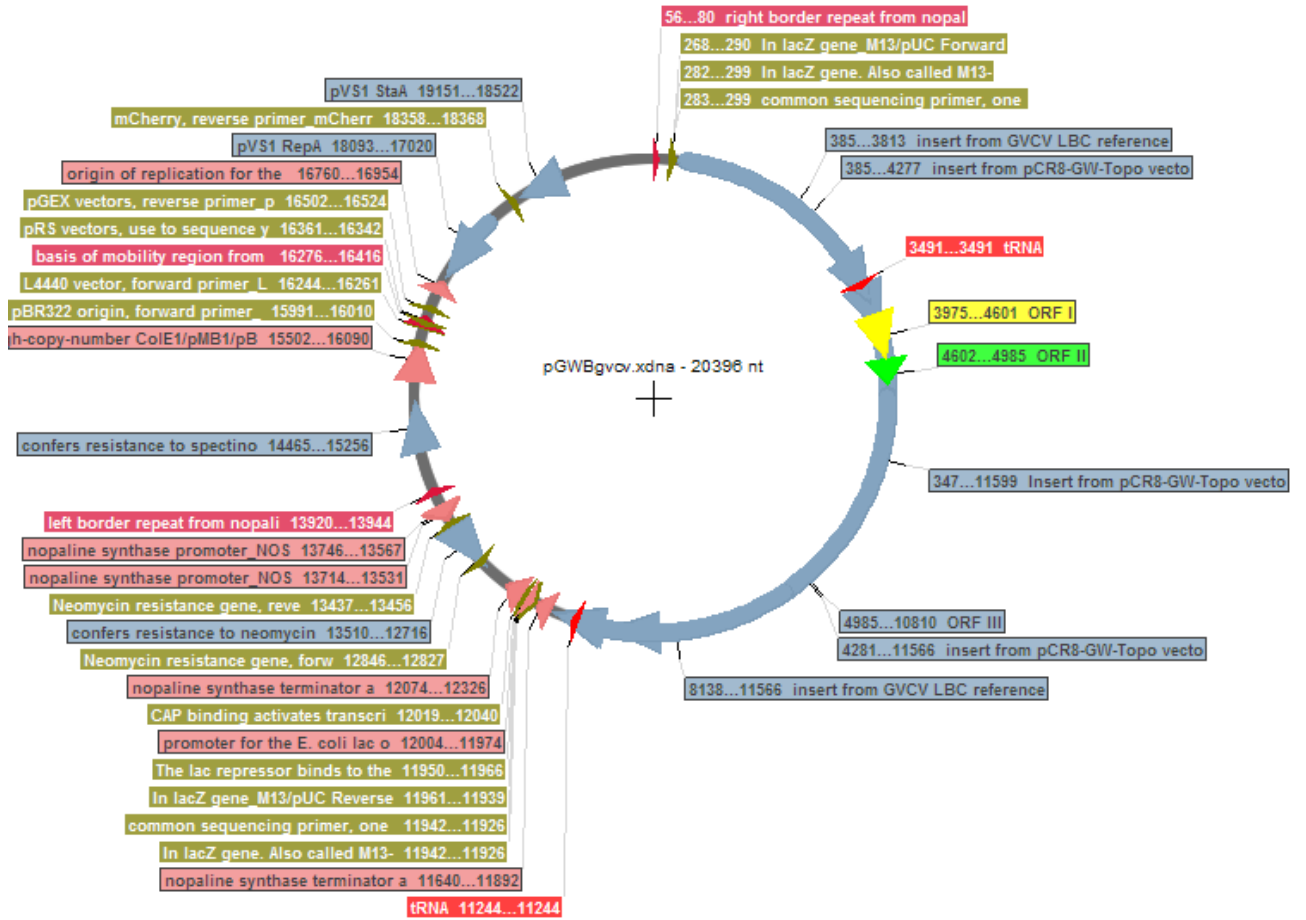 56...80 right border repeat from nopal
268...290 In lacZ gene_M13/pUC Forward
282...299 In lacZ gene. Also called M13-
283...299 common sequencing primer, one
385...3813 insert from GVCV LBC reference
385...4277 insert from pCR8-GW-Topo vecto
3491...3491 tRNA
3975...4601 ORF I
4602...4985 ORF II
347...11599 Insert from pCR8-GW-Topo vecto
4985...10810 ORF III
4281...11566 insert from pCR8-GW-Topo vecto
8138...11566 insert from GVCV LBC reference
pGWBgvcv.xdna - 20396 nt
pVS1 StaA 19151...18522
mCherry, reverse primer_mCherr 18358...18368
pVS1 RepA 18093...17020
origin of replication for the 16760...16954
pGEX vectors, reverse primer_p 16502...16524
pRS vectors, use to sequence y 16361...16342
basis of mobility region from 16276...16416
L4440 vector, forward primer_L 16244...16261
pBR322 origin, forward primer_ 15991...16010
gh-copy-number ColE1/pMB1/pB 15502...16090
confers resistance to spectino 14465...15256
left border repeat from nopali 13920...13944
nopaline synthase promoter_NOS 13746...13567
nopaline synthase promoter_NOS 13714...13531
Neomycin resistance gene, reve 13437...13456
confers resistance to neomycin 13510...12716
Neomycin resistance gene, forw 12846...12827
nopaline synthase terminator a 12074...12326
CAP binding activates transcri 12019...12040
promoter for the E. coli lac o 12004...11974
The lac repressor binds to the 11950...11966
In lacZ gene_M13/pUC Reverse 11961...11939
common sequencing primer, one 11942...11926
In lacZ gene. Also called M13- 11942...11926
nopaline synthase terminator a 11640...11892
tRNA 11244...11244